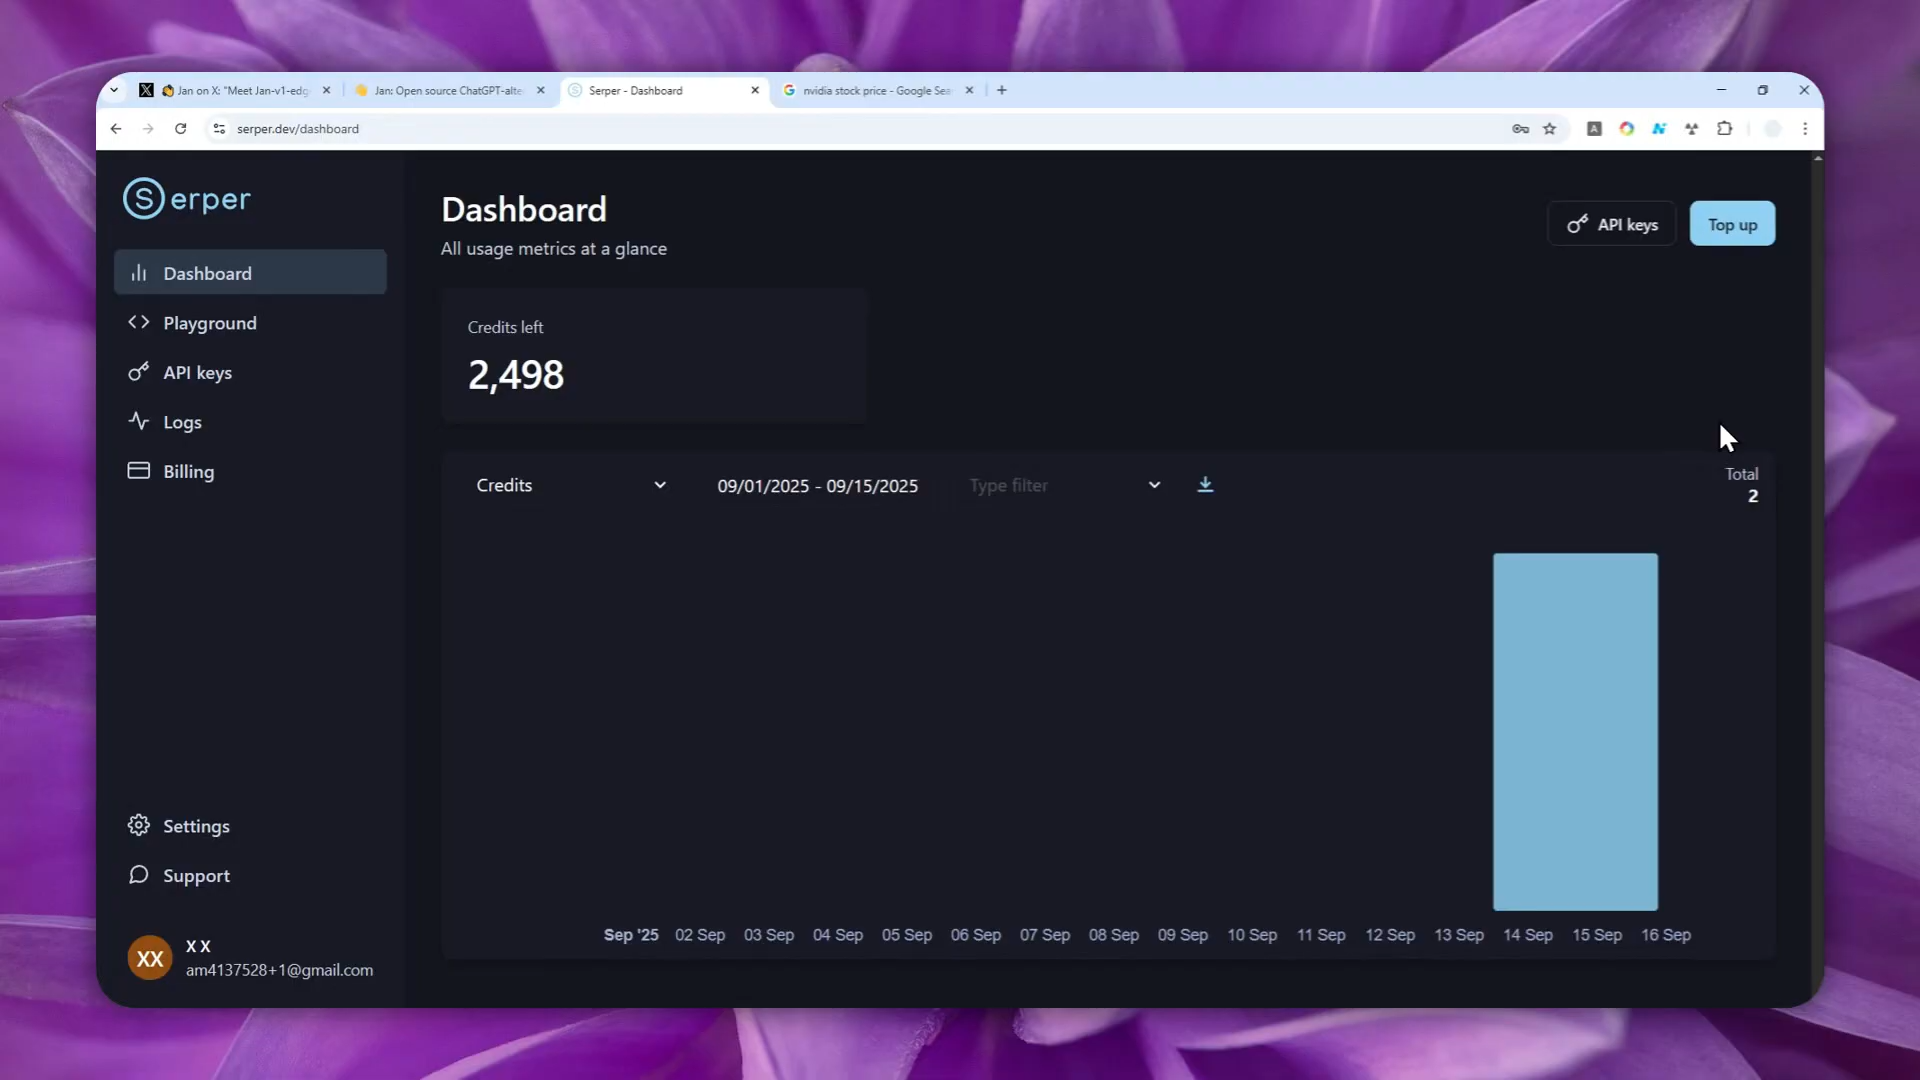 Jan on X: "Meet Jan-v1-edg
Jan: Open source ChatGPT-alte
Serper - Dashboard
nvidia stock price - Google Sea
serper.dev/dashboard
Serper
Dashboard
Playground
API keys
Logs
Billing
Settings
Support
XX
X X
am4137528+1@gmail.com
Dashboard
All usage metrics at a glance
API keys
Top up
Credits left
2,498
Credits
09/01/2025 - 09/15/2025
Type filter
Total
2
Sep '25 02 Sep 03 Sep 04 Sep 05 Sep 06 Sep 07 Sep 08 Sep 09 Sep 10 Sep 11 Sep 12 Sep 13 Sep 14 Sep 15 Sep 16 Sep